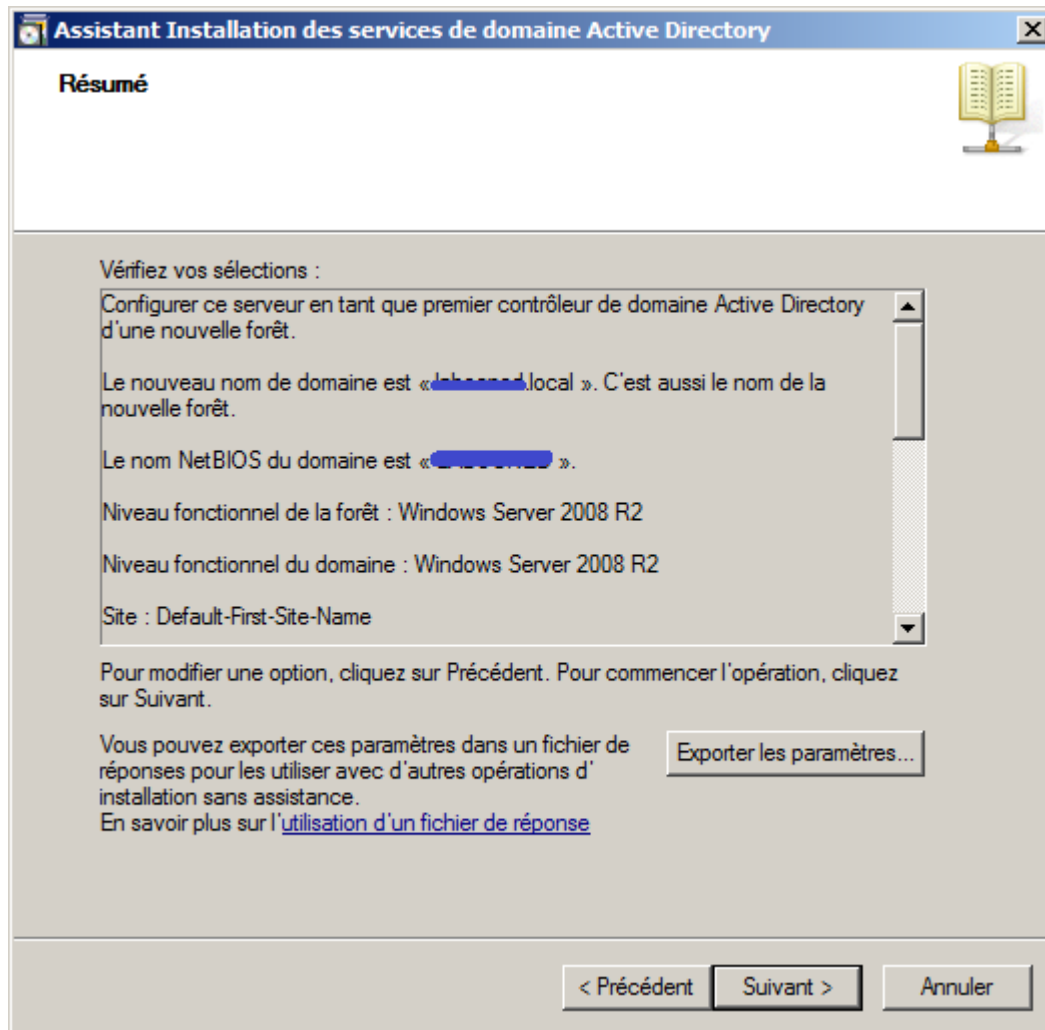 Assistant Installation des services de domaine Active Directory
Résumé
Vérifiez vos sélections :
Configurer ce serveur en tant que premier contrôleur de domaine Active Directory
d'une nouvelle forêt.
Le nouveau nom de domaine est « .local ». C'est aussi le nom de la
nouvelle forêt.
Le nom NetBIOS du domaine est « ».
Niveau fonctionnel de la forêt : Windows Server 2008 R2
Niveau fonctionnel du domaine : Windows Server 2008 R2
Site : Default-First-Site-Name
Pour modifier une option, cliquez sur Précédent. Pour commencer l'opération, cliquez
sur Suivant.
Vous pouvez exporter ces paramètres dans un fichier de
réponses pour les utiliser avec d'autres opérations d'
installation sans assistance.
En savoir plus sur l'utilisation d'un fichier de réponse
Exporter les paramètres...
< Précédent
Suivant >
Annuler